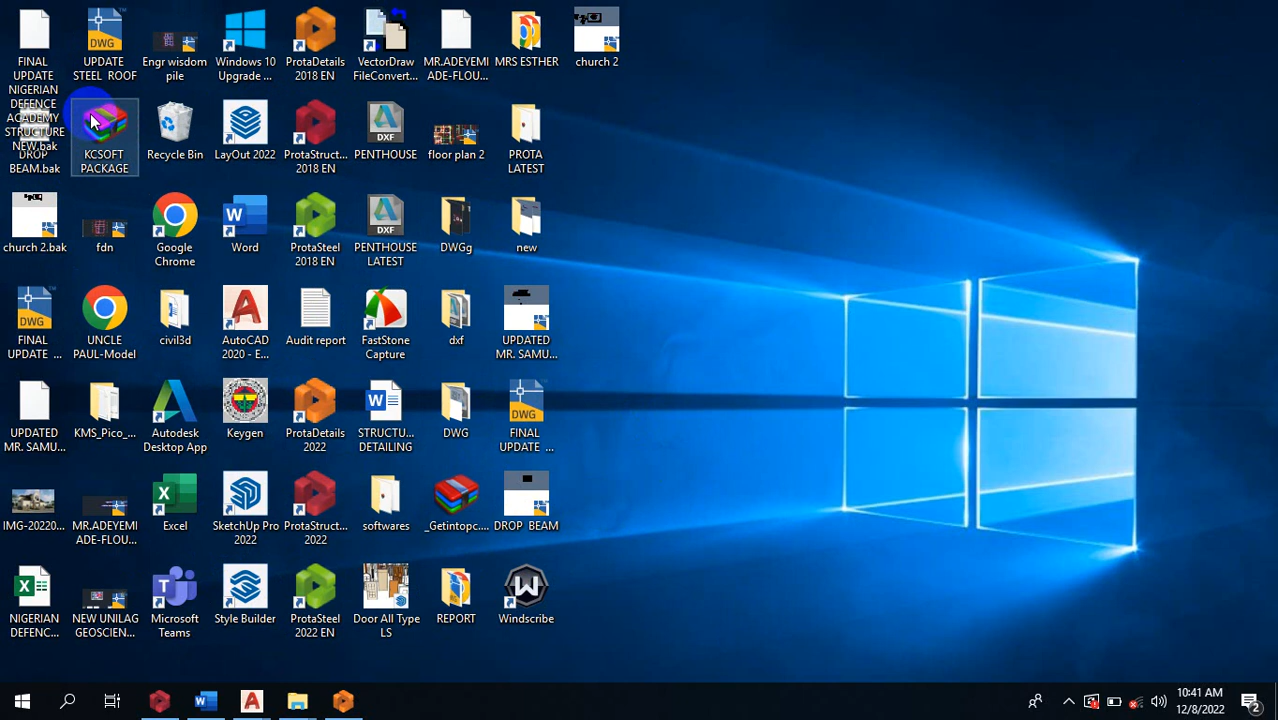 FINAL
UPDATE
NIGERIAN
DEFENCE
ACADEMY
STRUCTURE
NEW.bak
UPDATE
STEEL ROOF
Engr wisdom
pile
Windows 10
Upgrade ...
ProtaDetails
2018 EN
VectorDraw
FileConvert...
MR.ADEYEMI
ADE-FLOU...
MRS ESTHER
church 2
DROP
BEAM.bak
KCSOFT
PACKAGE
Recycle Bin
LayOut 2022
ProtaStruct...
2018 EN
DXF
PENTHOUSE
floor plan 2
PROTA
LATEST
church 2.bak
fdn
Google
Chrome
Word
ProtaSteel
2018 EN
DXF
PENTHOUSE
LATEST
DWGg
new
DWG
FINAL
UPDATE ...
UNCLE
PAUL-Model
civil3d
AutoCAD
2020 - E...
Audit report
FastStone
Capture
dxf
UPDATED
MR. SAMU...
UPDATED
MR. SAMU...
KMS_Pico_...
Autodesk
Desktop App
Keygen
ProtaDetails
2022
STRUCTU...
DETAILING
DWG
DWG
FINAL
UPDATE ...
IMG-20220...
MR.ADEYEMI
ADE-FLOU...
Excel
SketchUp Pro
2022
ProtaStruct...
2022
softwares
_Getintopc....
DROP BEAM
NIGERIAN
DEFENC...
NEW UNILAG
GEOSCIEN...
Microsoft
Teams
Style Builder
ProtaSteel
2022 EN
Door All Type
LS
REPORT
Windscribe
10:41 AM
12/8/2022
2